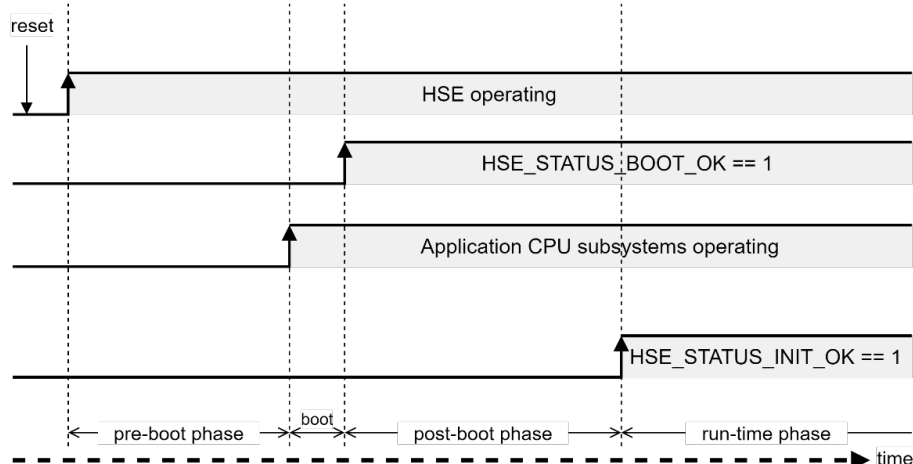 reset
HSE operating
HSE_STATUS_BOOT_OK == 1
Application CPU subsystems operating
HSE_STATUS_INIT_OK == 1
pre-boot phase
boot
post-boot phase
run-time phase
time